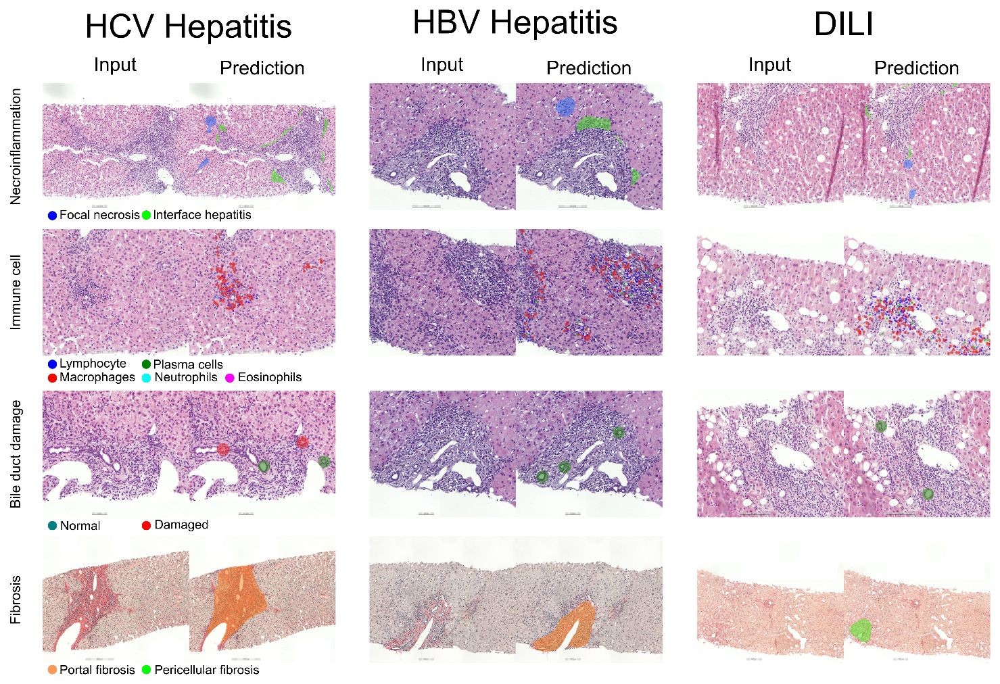 HCV Hepatitis HBV Hepatitis DILI
Input Prediction Input Prediction Input Prediction
Necroinflammation
Focal necrosis Interface hepatitis
Immune cell
Lymphocyte Plasma cells
Macrophages Neutrophils Eosinophils
Bile duct damage
Normal Damaged
Fibrosis
Portal fibrosis Pericellular fibrosis